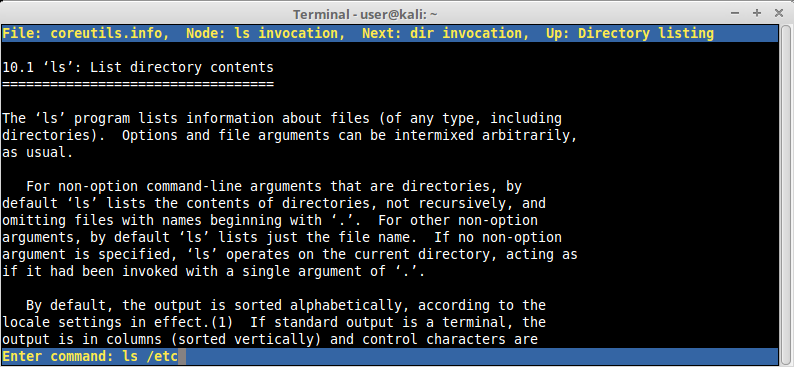 Terminal - user@kali: ~
File: coreutils.info,  Node: ls invocation,  Next: dir invocation,  Up: Directory listing
10.1 ‘ls’: List directory contents
==================================
The ‘ls’ program lists information about files (of any type, including
directories).  Options and file arguments can be intermixed arbitrarily,
as usual.
   For non-option command-line arguments that are directories, by
default ‘ls’ lists the contents of directories, not recursively, and
omitting files with names beginning with ‘.’.  For other non-option
arguments, by default ‘ls’ lists just the file name.  If no non-option
argument is specified, ‘ls’ operates on the current directory, acting as
if it had been invoked with a single argument of ‘.’.
   By default, the output is sorted alphabetically, according to the
locale settings in effect.(1)  If standard output is a terminal, the
output is in columns (sorted vertically) and control characters are
Enter command: ls /etc